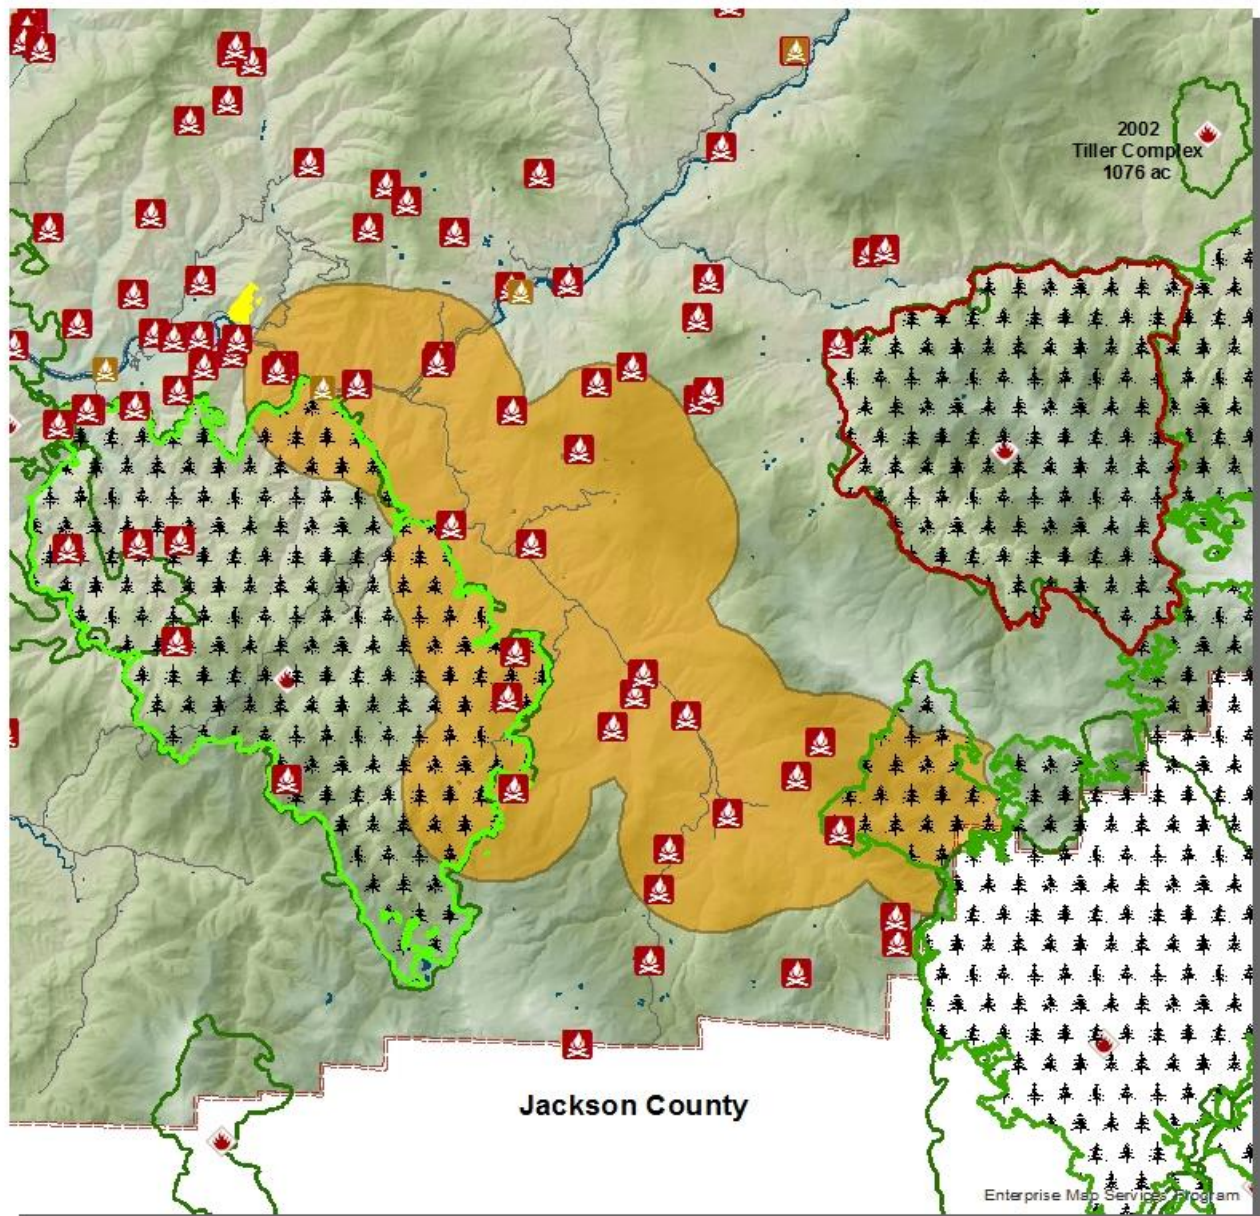 2002
Tiller Complex
1076 ac
Jackson County
Enterprise Map Services Program